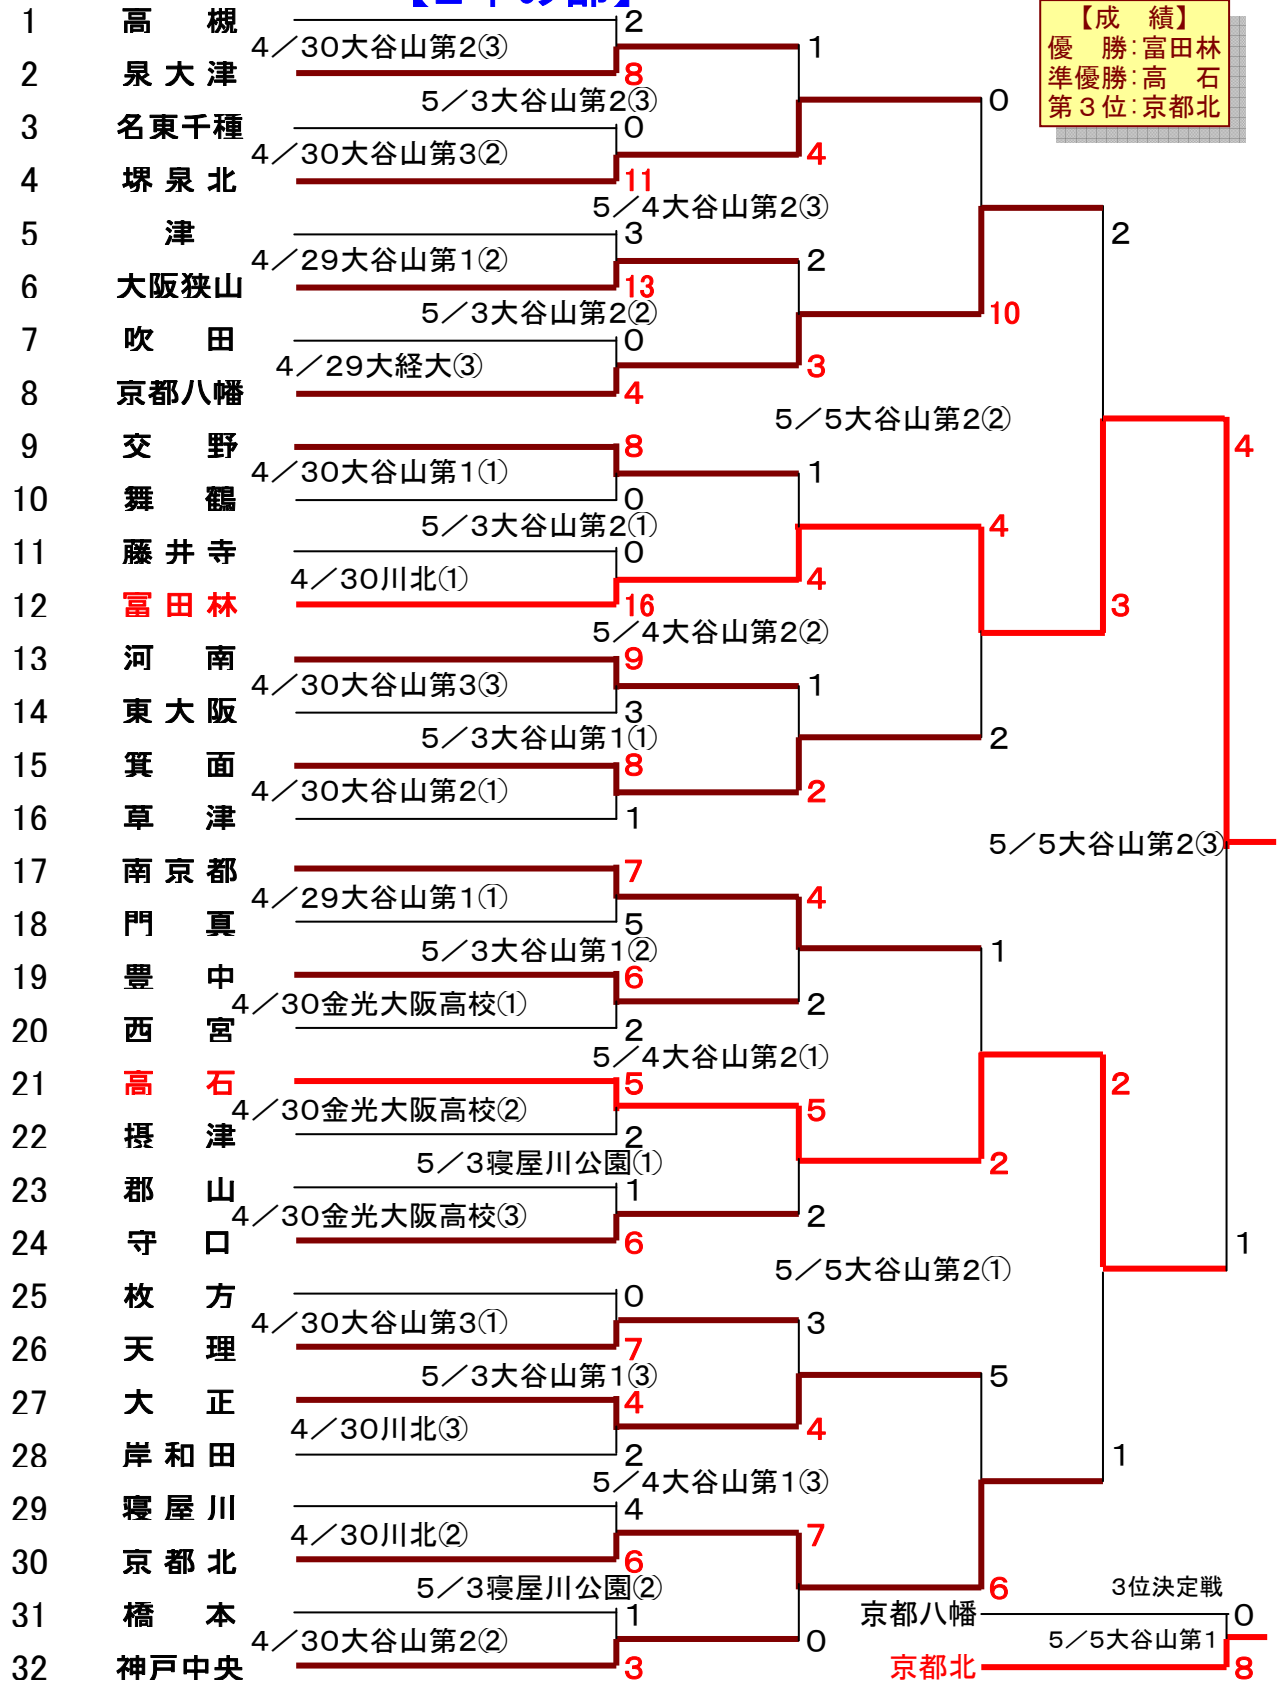 【成　績】
優　勝：富田林
準優勝：高　石
第３位：京都北
1 高　槻 2
4／30大谷山第2③ 1
2 泉大津 8
5／3大谷山第2③ 0
3 名東千種 0
4／30大谷山第3② 4
4 堺泉北 11
5／4大谷山第2③
5 津 3 2
4／29大谷山第1② 2
6 大阪狭山 13
5／3大谷山第2② 10
7 吹　田 0
4／29大経大③ 3
8 京都八幡 4
5／5大谷山第2②
9 交　野 8 4
4／30大谷山第1① 1
10 舞　鶴 0
5／3大谷山第2① 4
11 藤井寺 0
4／30川北① 4
12 富田林 16 3
5／4大谷山第2②
13 河　南 9
4／30大谷山第3③ 1
14 東大阪 3
5／3大谷山第1① 2
15 箕　面 8
4／30大谷山第2① 2
16 草　津 1
5／5大谷山第2③
17 南京都 7
4／29大谷山第1① 4
18 門　真 5
5／3大谷山第1② 1
19 豊　中 6
4／30金光大阪高校① 2
20 西　宮 2
5／4大谷山第2①
21 高　石 5 2
4／30金光大阪高校② 5
22 摂　津 2
5／3寝屋川公園① 2
23 郡　山 1
4／30金光大阪高校③ 2
24 守　口 6 1
5／5大谷山第2①
25 枚　方 0
4／30大谷山第3① 3
26 天　理 7
5／3大谷山第1③ 5
27 大　正 4
4／30川北③ 4
28 岸和田 2 1
5／4大谷山第1③
29 寝屋川 4
4／30川北② 7
30 京都北 6
5／3寝屋川公園② 6 3位決定戦
31 橋　本 1 京都八幡 0
4／30大谷山第2② 0 5／5大谷山第1
32 神戸中央 3 京都北 8